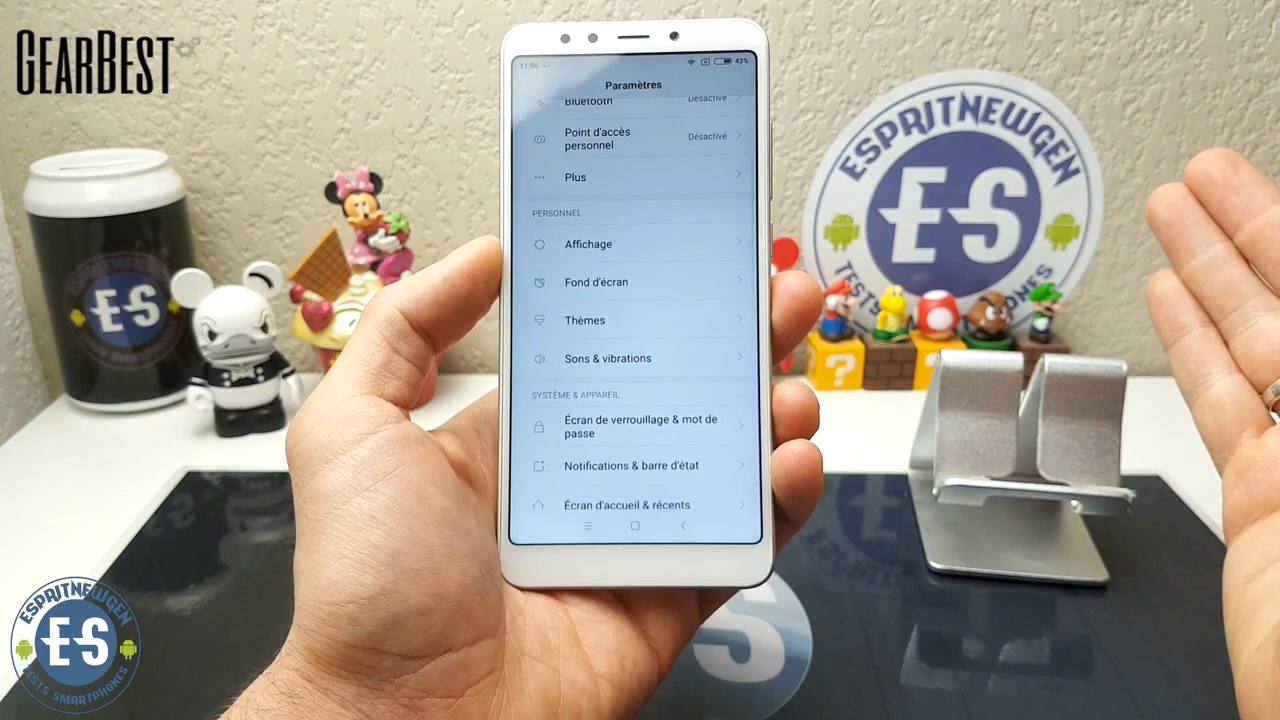 GEARBEST
11:06 ...
43%
Paramètres
Bluetooth
Désactivé
Point d'accès
personnel
Désactivé
Plus
PERSONNEL
Affichage
Fond d'écran
Thèmes
Sons & vibrations
SYSTÈME & APPAREIL
Écran de verrouillage & mot de
passe
Notifications & barre d'état
Écran d'accueil & récents
ESPRITNEWGEN
ES
TESTS SMARTPHONES
ES
?
?
S
ESPRITNEWGEN
ES
TESTS SMARTPHONES